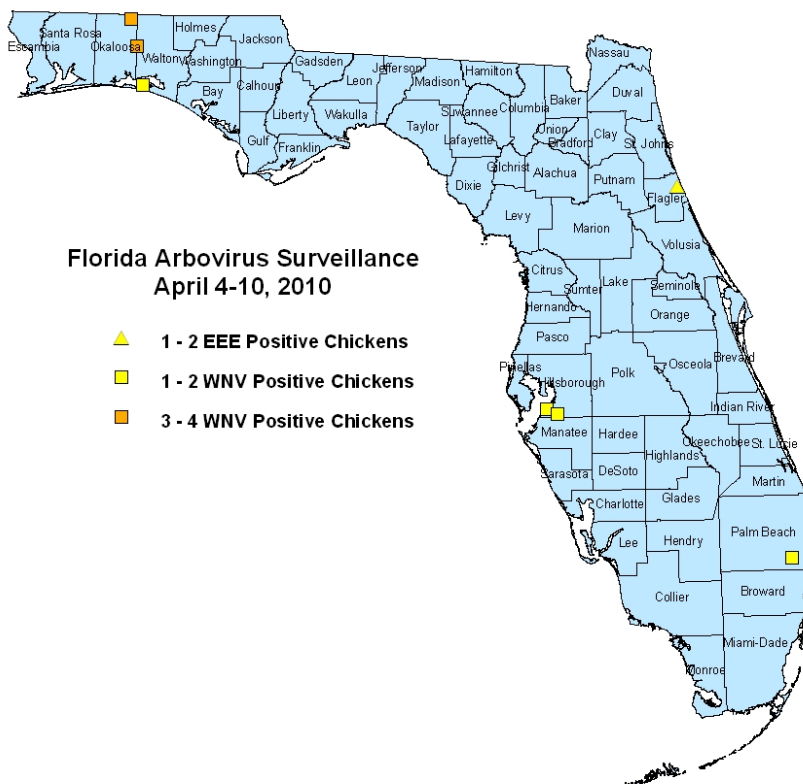 Holmes
Santa Rosa
Jackson
Escambia
Okaloosa
Walton
Washington
Gadsden
Jefferson
Hamilton
Nassau
Leon
Madison
Calhoun
Bay
Liberty
Wakulla
Suwannee
Columbia
Baker
Duval
Taylor
Union
Clay
Gulf
Lafayette
Bradford
St. Johns
Franklin
Gilchrist
Alachua
Putnam
Dixie
Flagler
Levy
Marion
Volusia
Florida Arbovirus Surveillance
April 4-10, 2010
Citrus
Lake
Sumter
Seminole
Hernando
Orange
1 - 2 EEE Positive Chickens
Pasco
Brevard
Osceola
Pinellas
Polk
1 - 2 WNV Positive Chickens
Hillsborough
Indian River
3 - 4 WNV Positive Chickens
Manatee
Hardee
Okeechobee
St. Lucie
Highlands
Sarasota
DeSoto
Martin
Charlotte
Glades
Palm Beach
Lee
Hendry
Broward
Collier
Miami-Dade
Monroe